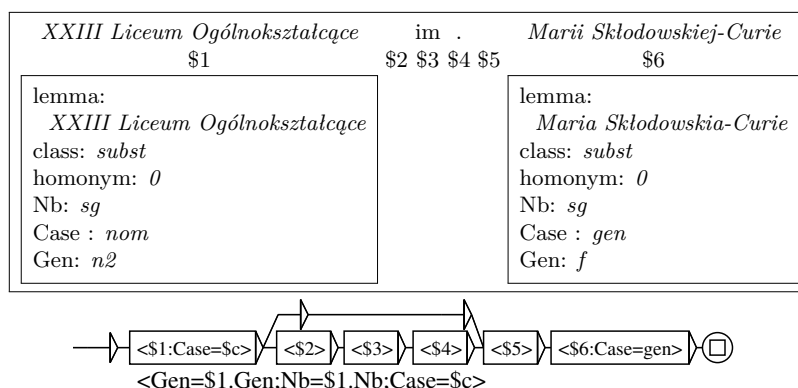 XXIII Liceum Ogólnokształcące im . Marii Skłodowskiej-Curie
$1 $2 $3 $4 $5 $6
lemma:
XXIII Liceum Ogólnokształcące
class: subst
homonym: 0
Nb: sg
Case : nom
Gen: n2
lemma:
Maria Skłodowskia-Curie
class: subst
homonym: 0
Nb: sg
Case : gen
Gen: f
<$1:Case=$c> <$2> <$3> <$4> <$5> <$6:Case=gen>
<Gen=$1.Gen;Nb=$1.Nb;Case=$c>